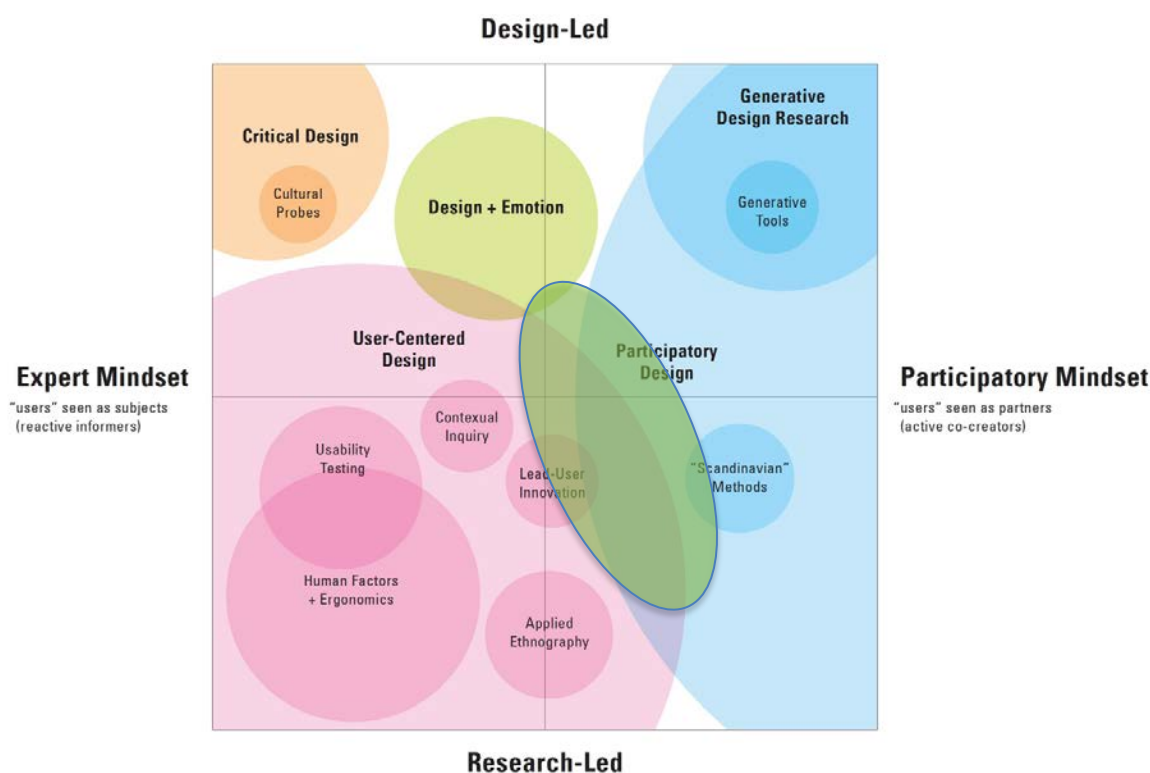 Design-Led
Generative
Design Research
Critical Design
Cultural
Probes
Design + Emotion
Generative
Tools
User-Centered
Design
Participatory
Design
Expert Mindset
"users" seen as subjects
(reactive informers)
Participatory Mindset
"users" seen as partners
(active co-creators)
Contexual
Inquiry
Usability
Testing
Lead-User
Innovation
"Scandinavian"
Methods
Human Factors
+ Ergonomics
Applied
Ethnography
Research-Led